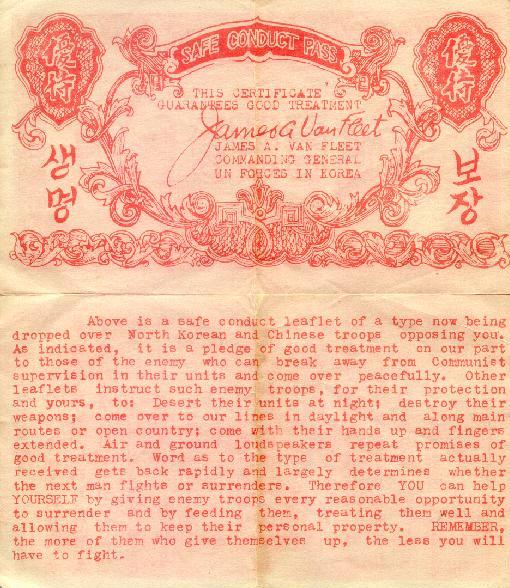 優待 SAFE CONDUCT PASS 優待
THIS CERTIFICATE
GUARANTEES GOOD TREATMENT
James A Van Fleet
JAMES A. VAN FLEET
COMMANDING GENERAL
UN FORCES IN KOREA
생명
보장
Above is a safe conduct leaflet of a type now being
dropped over North Korean and Chinese troops opposing you.
As indicated, it is a pledge of good treatment on our part
to those of the enemy who can break away from Communist
supervision in their units and come over peacefully. Other
leaflets instruct such enemy troops, for their protection
and yours, to: Desert their units at night; destroy their
weapons; come over to our lines in daylight and along main
routes or open country; come with their hands up and fingers
extended. Air and ground loudspeakers repeat promises of
good treatment. Word as to the type of treatment actually
received gets back rapidly and largely determines whether
the next man fights or surrenders. Therefore YOU can help
YOURSELF by giving enemy troops every reasonable opportunity
to surrender and by feeding them, treating them well and
allowing them to keep their personal property. REMEMBER,
the more of them who give themselves up, the less you will
have to fight.